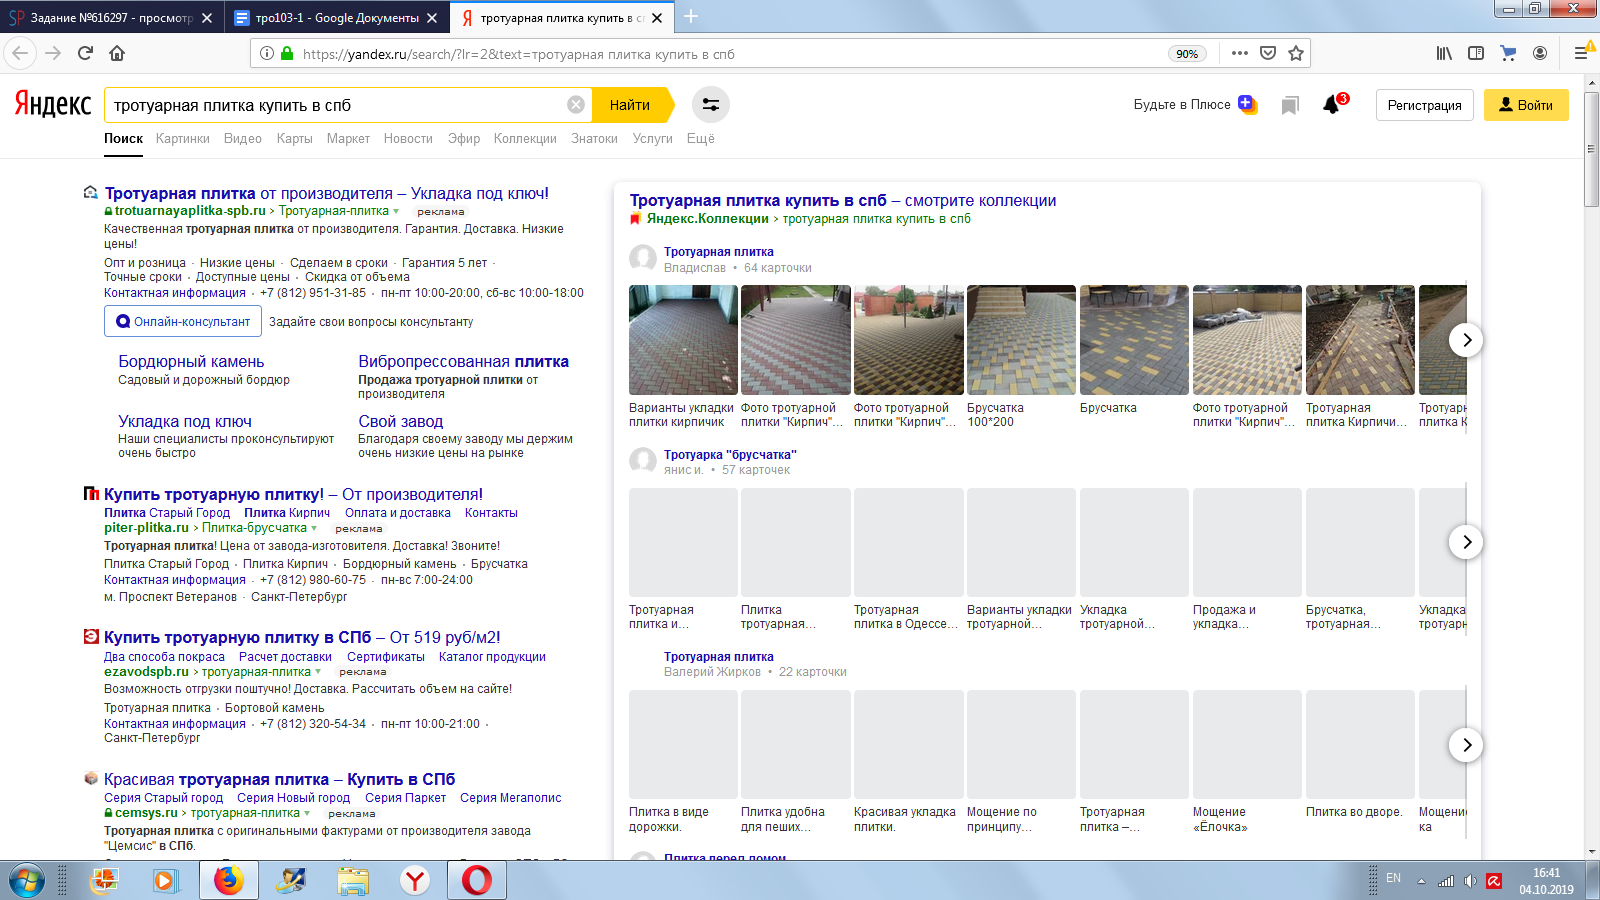 Задание №616297 - просмотр
тро103-1 - Google Документы
тротуарная плитка купить в сп
https://yandex.ru/search/?lr=2&text=тротуарная плитка купить в спб
90%
Яндекс
тротуарная плитка купить в спб
Найти
Будьте в Плюсе
3
Регистрация
Войти
Поиск Картинки Видео Карты Маркет Новости Эфир Коллекции Знатоки Услуги Ещё
Тротуарная плитка от производителя – Укладка под ключ!
trotuarnayaplitka-spb.ru › Тротуарная-плитка реклама
Качественная тротуарная плитка от производителя. Гарантия. Доставка. Низкие
цены!
Опт и розница · Низкие цены · Сделаем в сроки · Гарантия 5 лет ·
Точные сроки · Доступные цены · Скидка от объема
Контактная информация · +7 (812) 951-31-85 · пн-пт 10:00-20:00, сб-вс 10:00-18:00
Онлайн-консультант Задайте свои вопросы консультанту
Бордюрный камень
Садовый и дорожный бордюр
Вибропрессованная плитка
Продажа тротуарной плитки от
производителя
Укладка под ключ
Наши специалисты проконсультируют
очень быстро
Свой завод
Благодаря своему заводу мы держим
очень низкие цены на рынке
Купить тротуарную плитку! – От производителя!
Плитка Старый Город Плитка Кирпич Оплата и доставка Контакты
piter-plitka.ru › Плитка-брусчатка реклама
Тротуарная плитка! Цена от завода-изготовителя. Доставка! Звоните!
Плитка Старый Город · Плитка Кирпич · Бордюрный камень · Брусчатка
Контактная информация · +7 (812) 980-60-75 · пн-вс 7:00-24:00
м. Проспект Ветеранов · Санкт-Петербург
Купить тротуарную плитку в СПб – От 519 руб/м2!
Два способа покраса Расчет доставки Сертификаты Каталог продукции
ezavodspb.ru › тротуарная-плитка реклама
Возможность отгрузки поштучно! Доставка. Рассчитать объем на сайте!
Тротуарная плитка · Бортовой камень
Контактная информация · +7 (812) 320-54-34 · пн-пт 10:00-21:00 ·
Санкт-Петербург
Красивая тротуарная плитка – Купить в СПб
Серия Старый город Серия Новый город Серия Паркет Серия Мегаполис
cemsys.ru › тротуарная-плитка реклама
Тротуарная плитка с оригинальными фактурами от производителя завода
"Цемсис" в СПб.
Тротуарная плитка купить в спб – смотрите коллекции
Яндекс.Коллекции › тротуарная плитка купить в спб
Тротуарная плитка
Владислав • 64 карточки
Варианты укладки
плитки кирпичик
Фото тротуарной
плитки "Кирпич"...
Фото тротуарной
плитки "Кирпич"...
Брусчатка
100*200
Брусчатка
Фото тротуарной
плитки "Кирпич"...
Тротуарная
плитка Кирпичи...
Тротуарн
плитка К
Тротуарка "брусчатка"
янис и. • 57 карточек
Тротуарная
плитка и...
Плитка
тротуарная...
Тротуарная
плитка в Одессе...
Варианты укладки
тротуарной...
Укладка
тротуарной...
Продажа и
укладка...
Брусчатка,
тротуарная...
Укладка
тротуарн
Тротуарная плитка
Валерий Жирков • 22 карточки
Плитка в виде
дорожки.
Плитка удобна
для пеших...
Красивая укладка
плитки.
Мощение по
принципу...
Тротуарная
плитка –...
Мощение
«Ёлочка»
Плитка во дворе.
Мощение
ка
Плитка перед домом
EN
16:41
04.10.2019